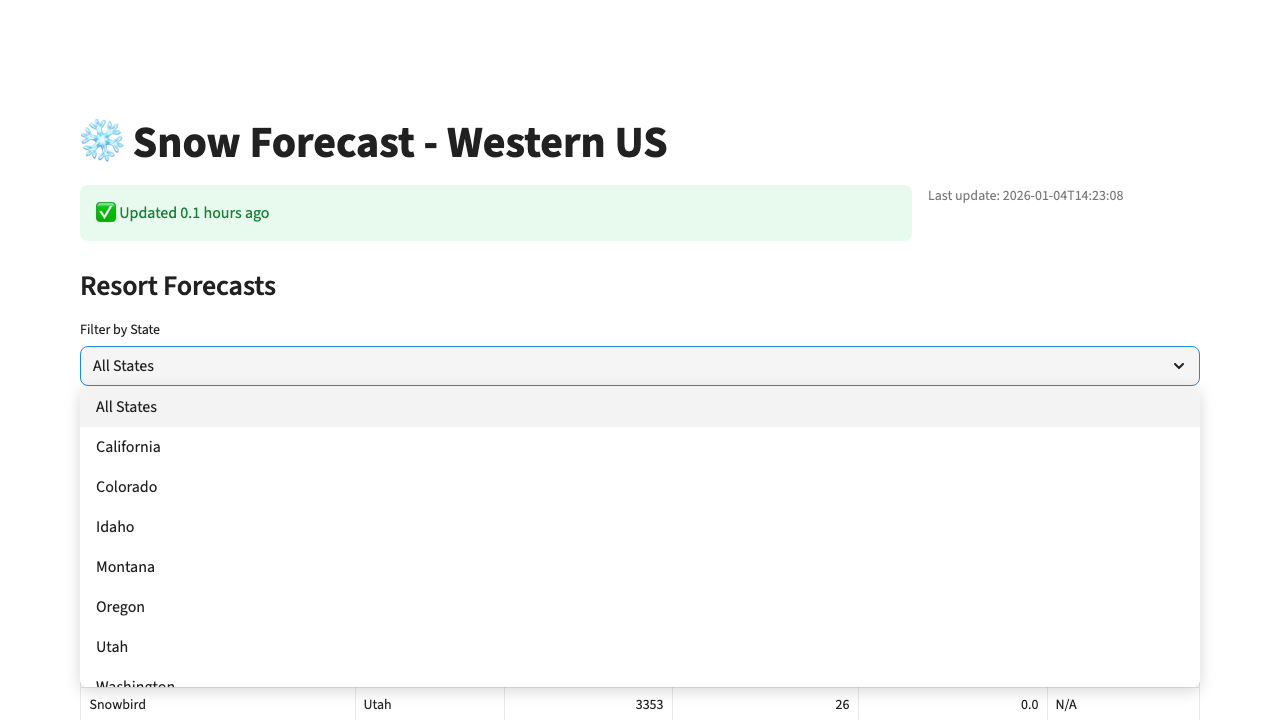 ❄️ Snow Forecast - Western US
✅ Updated 0.1 hours ago
Last update: 2026-01-04T14:23:08
Resort Forecasts
Filter by State
All States
All States
California
Colorado
Idaho
Montana
Oregon
Utah
Washington
Snowbird Utah 3353 26 0.0 N/A